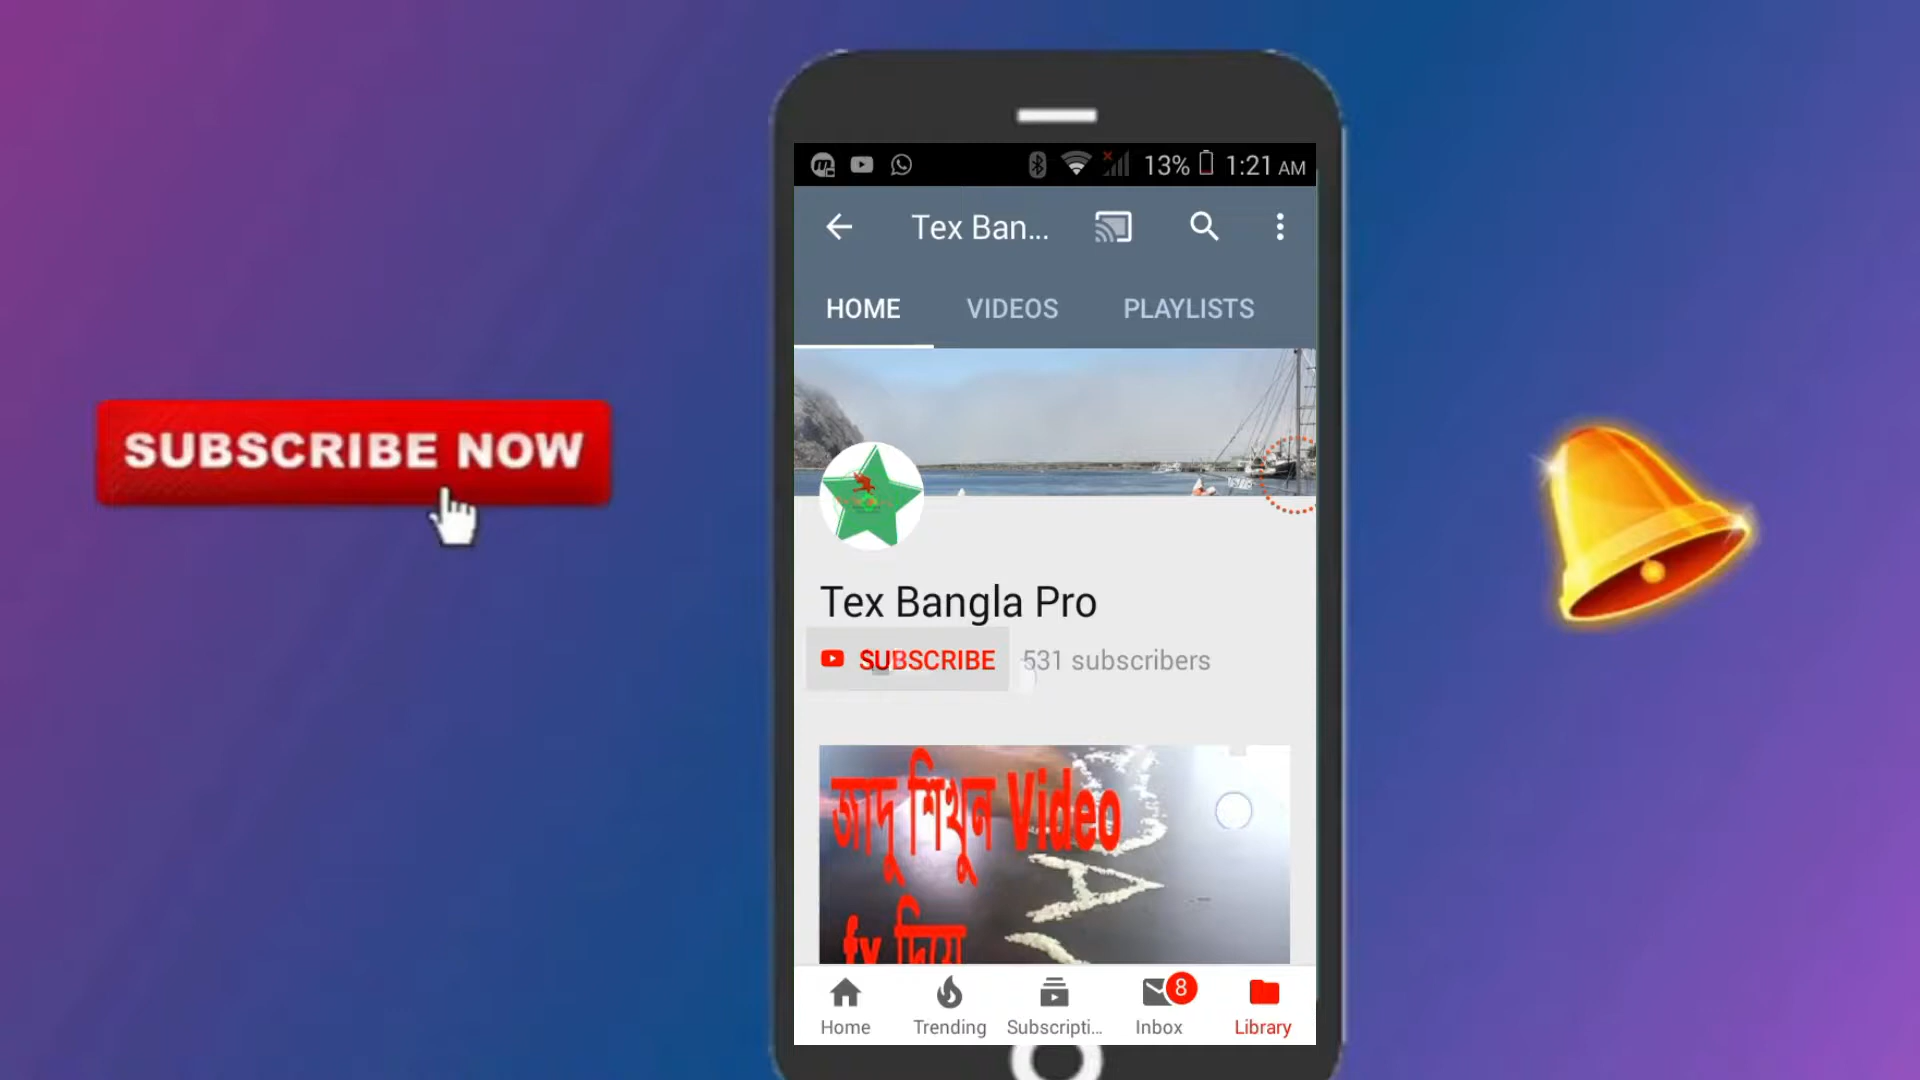 SUBSCRIBE NOW
13% 1:21 AM
Tex Ban...
HOME VIDEOS PLAYLISTS
Tex Bangla Pro
SUBSCRIBE 531 subscribers
জাদু শিখুন Video
fx দিয়ে
Home Trending Subscripti... Inbox 8 Library